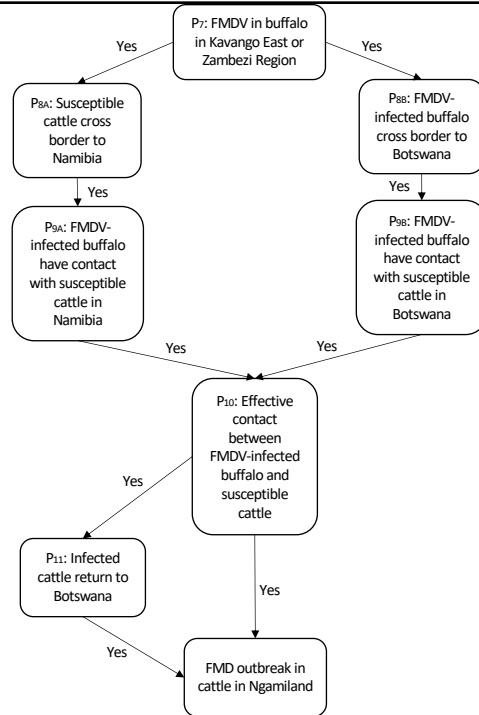 P7: FMDV in buffalo
in Kavango East or
Zambezi Region
Yes
Yes
P8A: Susceptible
cattle cross
border to
Namibia
P8B: FMDV-
infected buffalo
cross border to
Botswana
Yes
Yes
P9A: FMDV-
infected buffalo
have contact
with susceptible
cattle in
Namibia
P9B: FMDV-
infected buffalo
have contact
with susceptible
cattle in
Botswana
Yes
Yes
P10: Effective
contact
between
FMDV-infected
buffalo and
susceptible
cattle
Yes
P11: Infected
cattle return to
Botswana
Yes
Yes
FMD outbreak in
cattle in Ngamiland